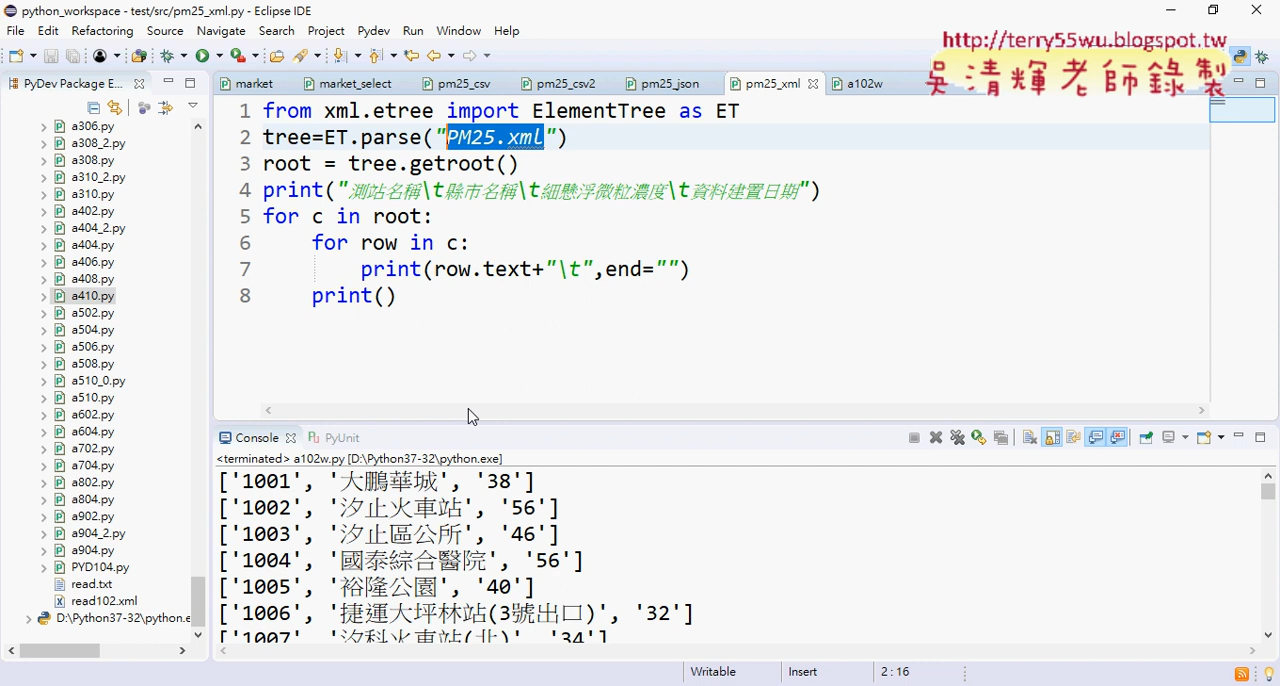 python_workspace - test/src/pm25_xml.py - Eclipse IDE
File Edit Refactoring Source Navigate Search Project Pydev Run Window Help
http://terry55wu.blogspot.tw
吳清輝老師錄製
PyDev Package E...
market market_select pm25_csv pm25_csv2 pm25_json pm25_xml a102w
a306.py
a308_2.py
a308.py
a310_2.py
a310.py
a402.py
a404_2.py
a404.py
a406.py
a408.py
a410.py
a502.py
a504.py
a506.py
a508.py
a510_0.py
a510.py
a602.py
a604.py
a702.py
a704.py
a802.py
a804.py
a902.py
a904_2.py
a904.py
PYD104.py
read.txt
read102.xml
D:\Python37-32\python.e
1 from xml.etree import ElementTree as ET
2 tree=ET.parse("PM25.xml")
3 root = tree.getroot()
4 print("測站名稱\t縣市名稱\t細懸浮微粒濃度\t資料建置日期")
5 for c in root:
6     for row in c:
7         print(row.text+"\t",end="")
8     print()
Console PyUnit
<terminated> a102w.py [D:\Python37-32\python.exe]
['1001', '大鵬華城', '38']
['1002', '汐止火車站', '56']
['1003', '汐止區公所', '46']
['1004', '國泰綜合醫院', '56']
['1005', '裕隆公園', '40']
['1006', '捷運大坪林站(3號出口)', '32']
['1007', '汐科火車站(北)', '34']
Writable Insert 2 : 16